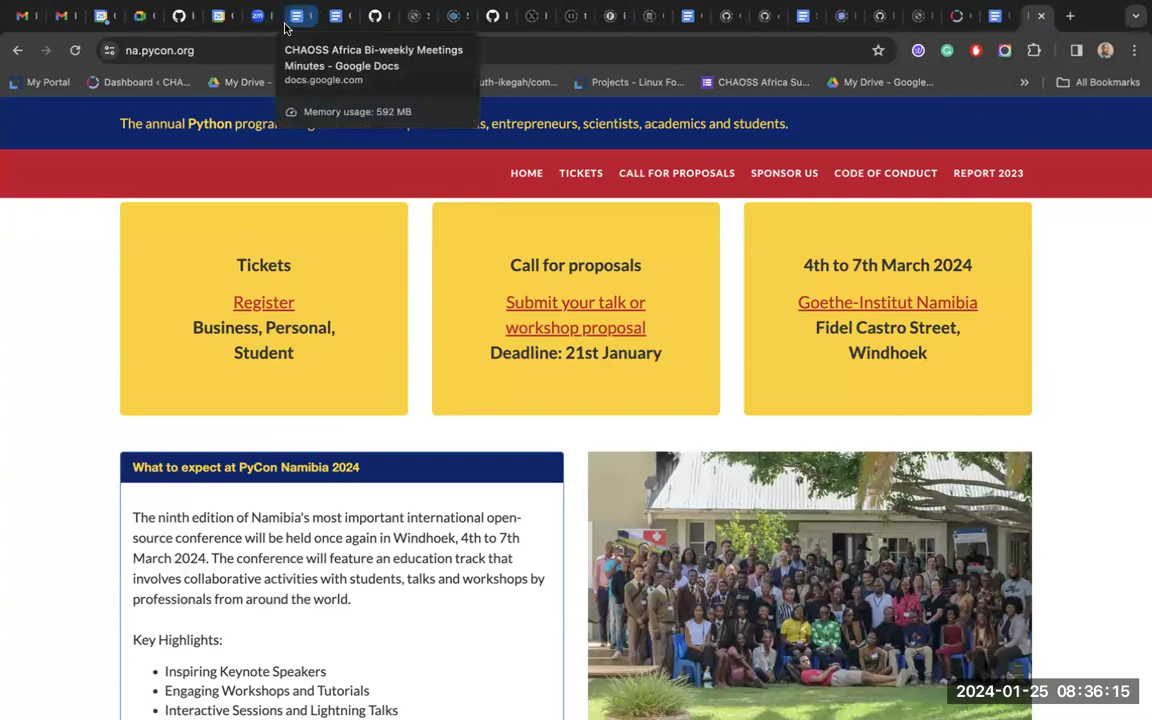 na.pycon.org
CHAOSS Africa Bi-weekly Meetings
Minutes - Google Docs
docs.google.com
Memory usage: 592 MB
My Portal
Dashboard < CHA...
My Drive -
uth-ikegah/com...
Projects - Linux Fo...
CHAOSS Africa Su...
My Drive - Google...
All Bookmarks
The annual Python
entrepreneurs, scientists, academics and students.
HOME TICKETS CALL FOR PROPOSALS SPONSOR US CODE OF CONDUCT REPORT 2023
Tickets
Register
Business, Personal,
Student
Call for proposals
Submit your talk or
workshop proposal
Deadline: 21st January
4th to 7th March 2024
Goethe-Institut Namibia
Fidel Castro Street,
Windhoek
What to expect at PyCon Namibia 2024
The ninth edition of Namibia's most important international open-
source conference will be held once again in Windhoek, 4th to 7th
March 2024. The conference will feature an education track that
involves collaborative activities with students, talks and workshops by
professionals from around the world.
Key Highlights:
• Inspiring Keynote Speakers
• Engaging Workshops and Tutorials
• Interactive Sessions and Lightning Talks
2024-01-25 08:36:15